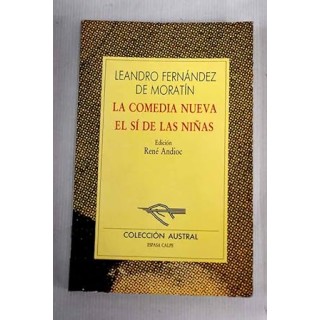 LEANDRO FERNÁNDEZ
DE MORATÍN
LA COMEDIA NUEVA
EL SÍ DE LAS NIÑAS
Edición
René Andioc
COLECCIÓN AUSTRAL
ESPASA CALPE